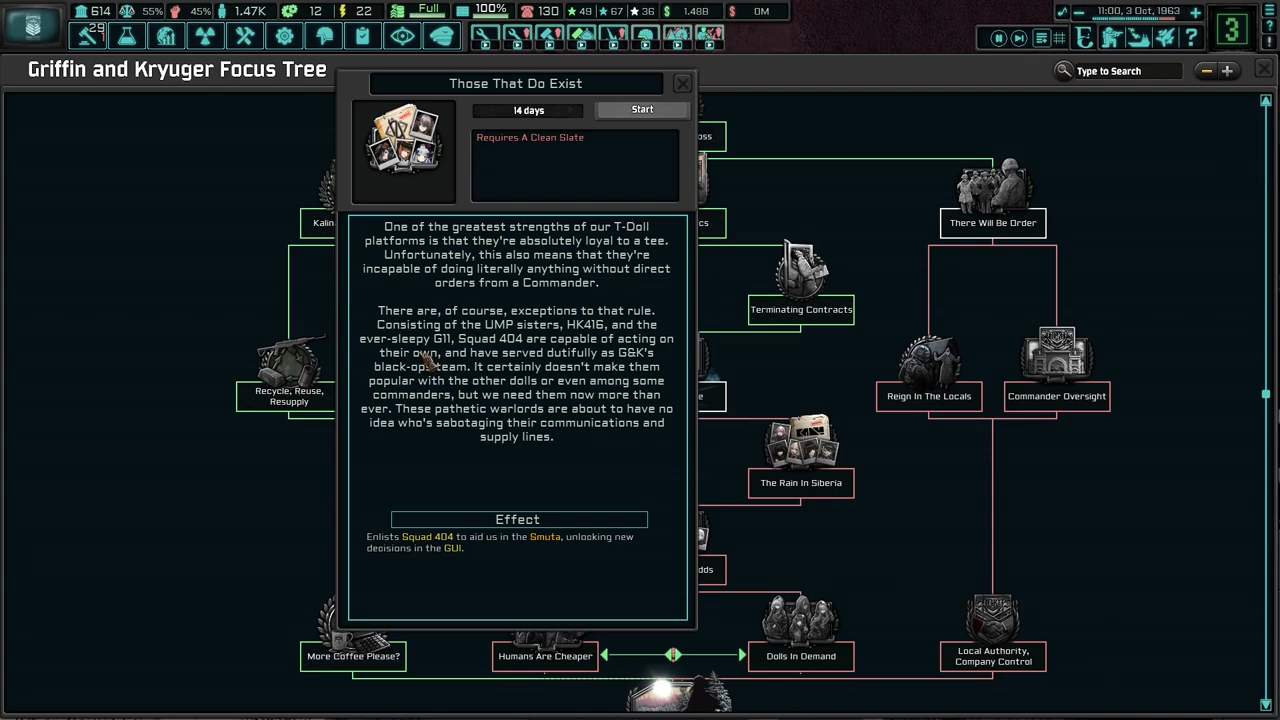 614 55% 45% 1.47K 12 22 Full 100% 130 49 67 36 1.48B 0M 11:00, 3 Oct, 1963
29
3
Griffin and Kryuger Focus Tree
Type to Search
Those That Do Exist
14 days
Start
Requires A Clean Slate
One of the greatest strengths of our T-Doll
platforms is that they're absolutely loyal to a tee.
Unfortunately, this also means that they're
incapable of doing literally anything without direct
orders from a Commander.
There are, of course, exceptions to that rule.
Consisting of the UMP sisters, HK416, and the
ever-sleepy G11, Squad 404 are capable of acting on
their own, and have served dutifully as G&K's
black-ops team. It certainly doesn't make them
popular with the other dolls or even among some
commanders, but we need them now more than
ever. These pathetic warlords are about to have no
idea who's sabotaging their communications and
supply lines.
Effect
Enlists Squad 404 to aid us in the Smuta, unlocking new
decisions in the GUI.
oss
Kalin
cs
There Will Be Order
Terminating Contracts
Recycle, Reuse,
Resupply
e
Reign In The Locals
Commander Oversight
The Rain In Siberia
dds
More Coffee Please?
Humans Are Cheaper
Dolls In Demand
Local Authority,
Company Control